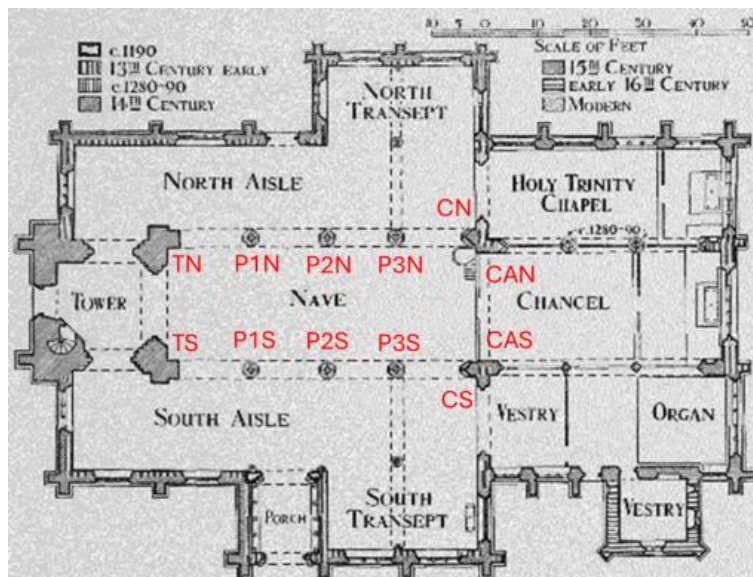 10 5 0 10 20 30 40 50
SCALE OF FEET
c.1190
13TH CENTURY EARLY
c.1280-90
14TH CENTURY
15TH CENTURY
EARLY 16TH CENTURY
MODERN
NORTH
TRANSEPT
NORTH AISLE
HOLY TRINITY
CHAPEL
CN
c.1280-90
TN P1N P2N P3N CAN
TOWER NAVE CHANCEL
TS P1S P2S P3S CAS
CS
SOUTH AISLE VESTRY ORGAN
SOUTH
TRANSEPT
PORCH
VESTRY